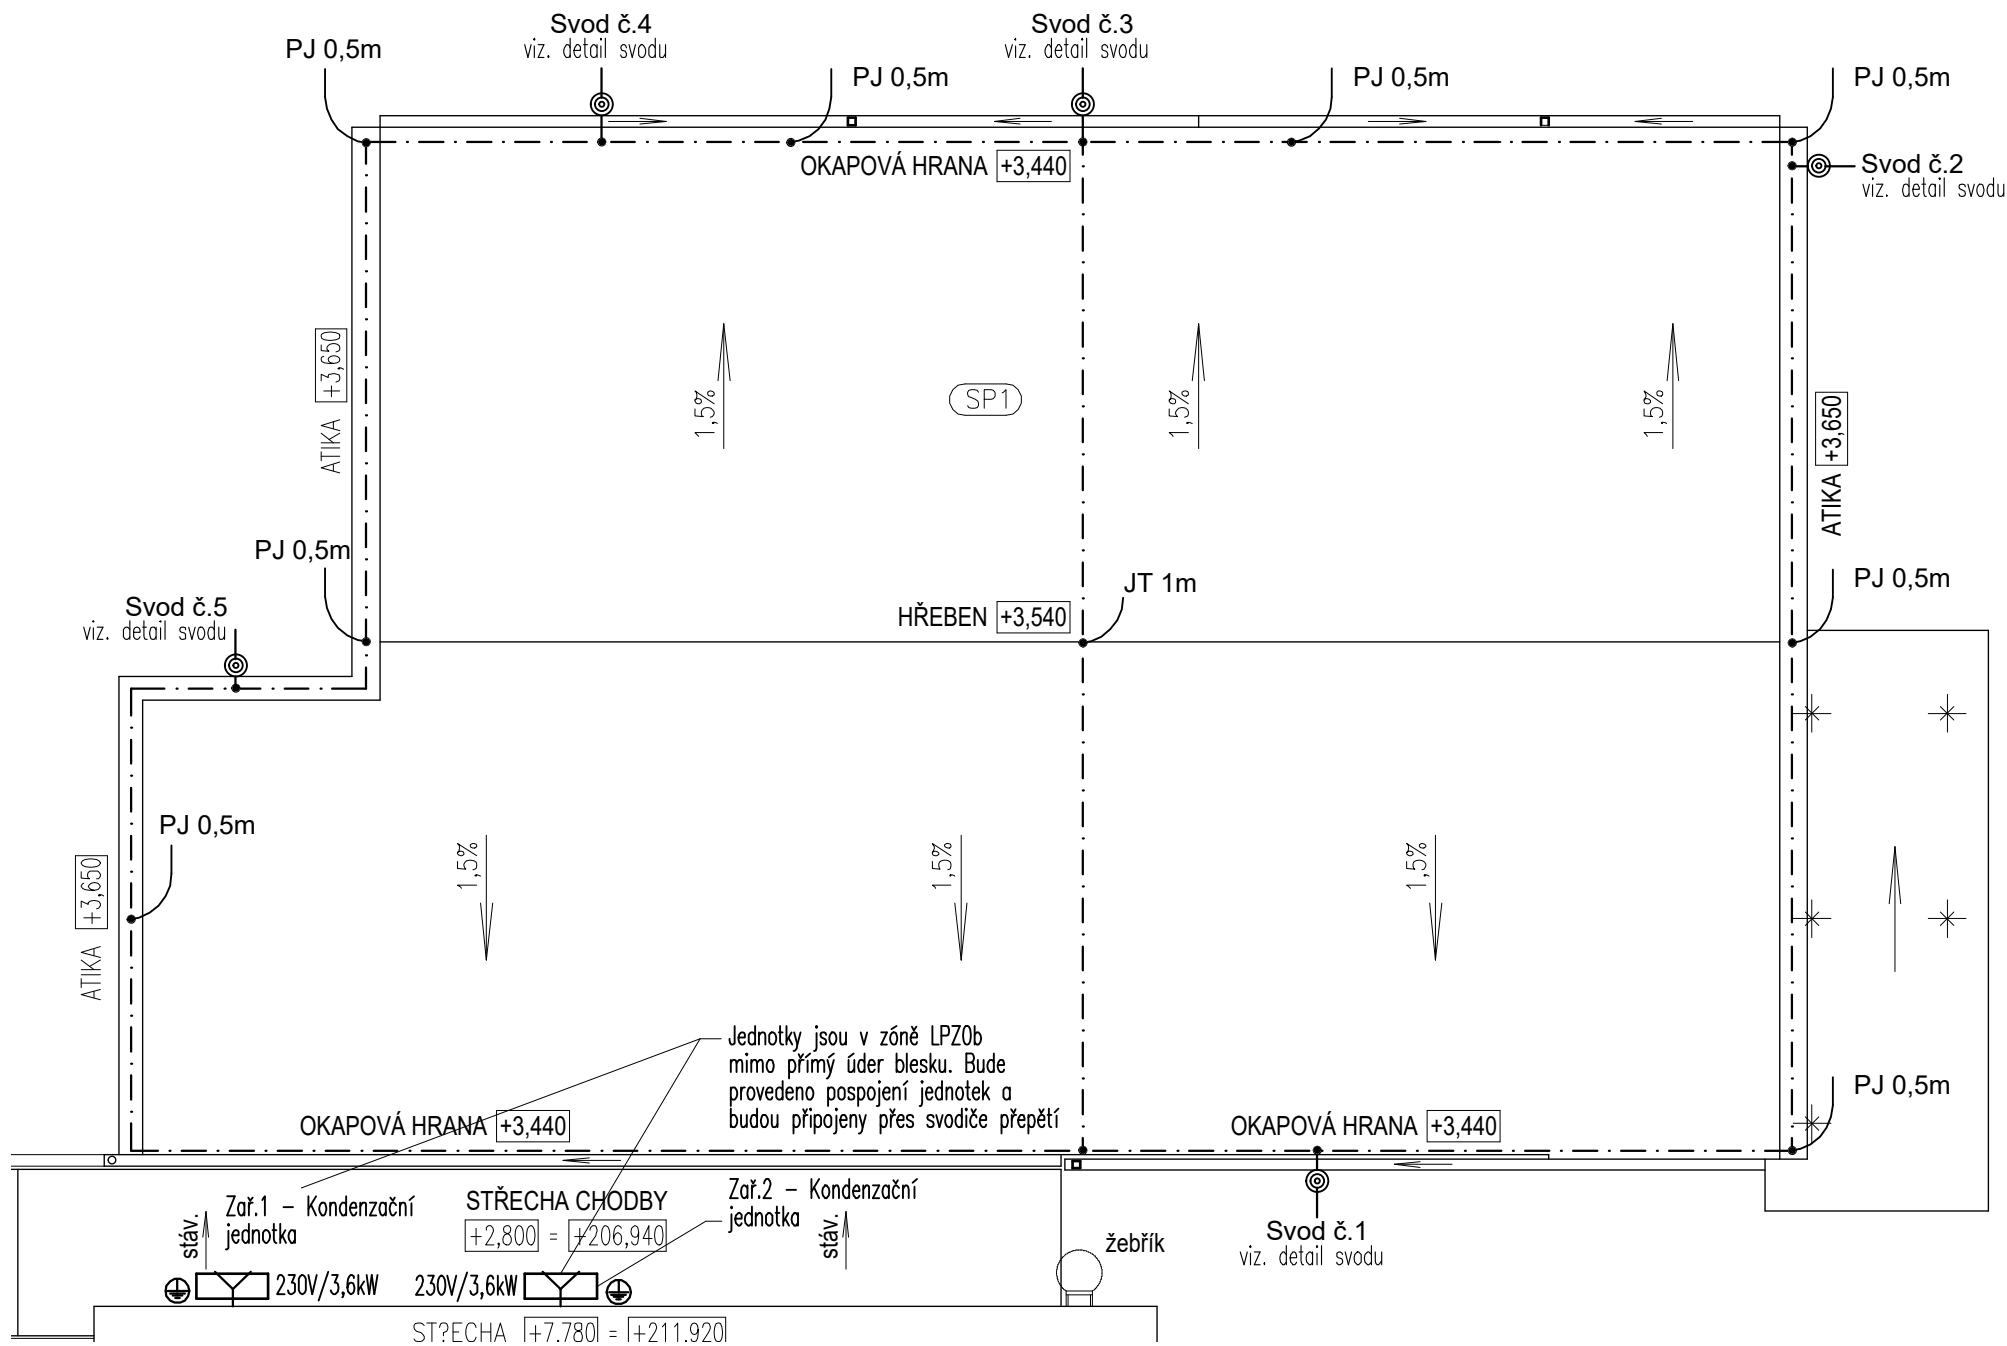 Svod č.4
viz. detail svodu
Svod č.3
viz. detail svodu
PJ 0,5m
PJ 0,5m
PJ 0,5m
PJ 0,5m
OKAPOVÁ HRANA +3,440
Svod č.2
viz. detail svodu
ATIKA +3,650
1,5%
SP1
1,5%
1,5%
ATIKA +3,650
PJ 0,5m
JT 1m
PJ 0,5m
Svod č.5
viz. detail svodu
HŘEBEN +3,540
PJ 0,5m
ATIKA +3,650
1,5%
1,5%
1,5%
Jednotky jsou v zóně LPZ0b
mimo přímý úder blesku. Bude
provedeno pospojení jednotek a
budou připojeny přes svodiče přepětí
PJ 0,5m
OKAPOVÁ HRANA +3,440
OKAPOVÁ HRANA +3,440
stáv.
Zař.1 – Kondenzační
jednotka
STŘECHA CHODBY
+2,800 = +206,940
Zař.2 – Kondenzační
jednotka
stáv.
žebřík
Svod č.1
viz. detail svodu
230V/3,6kW
230V/3,6kW
ST?ECHA +7.780 = +211.920